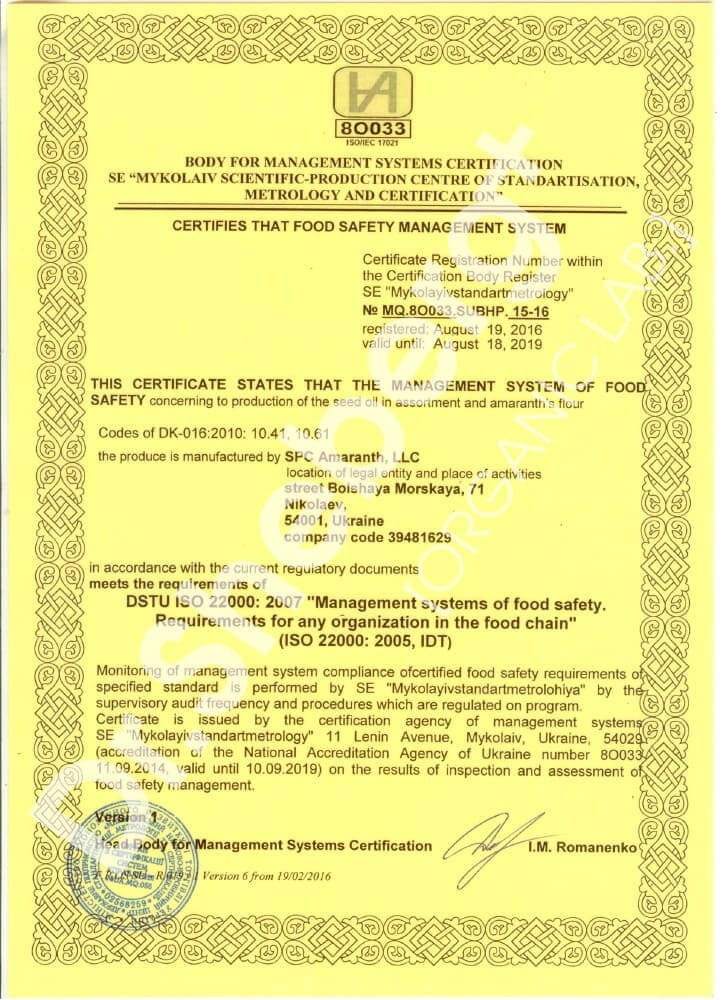 8O033
ISO/IEC 17021
BODY FOR MANAGEMENT SYSTEMS CERTIFICATION
SE “MYKOLAIV SCIENTIFIC-PRODUCTION CENTRE OF STANDARTISATION,
METROLOGY AND CERTIFICATION”
CERTIFIES THAT FOOD SAFETY MANAGEMENT SYSTEM
Certificate Registration Number within
the Certification Body Register
SE "Mykolayivstandartmetrology"
№ MQ.8O033.SUBHP. 15-16
registered: August 19, 2016
valid until: August 18, 2019
THIS CERTIFICATE STATES THAT THE MANAGEMENT SYSTEM OF FOOD
SAFETY concerning to production of the seed oil in assortment and amaranth's flour
Codes of DK-016:2010: 10.41, 10.61
the produce is manufactured by SPC Amaranth, LLC
location of legal entity and place of activities
street Bolshaya Morskaya, 71
Nikolaev,
54001, Ukraine
company code 39481629
in accordance with the current regulatory documents
meets the requirements of
DSTU ISO 22000: 2007 "Management systems of food safety.
Requirements for any organization in the food chain"
(ISO 22000: 2005, IDT)
Monitoring of management system compliance ofcertified food safety requirements of
specified standard is performed by SE "Mykolayivstandartmetrolohiya" by the
supervisory audit frequency and procedures which are regulated on program.
Certificate is issued by the certification agency of management systems
SE "Mykolayivstandartmetrology" 11 Lenin Avenue, Mykolaiv, Ukraine, 54029
(accreditation of the National Accreditation Agency of Ukraine number 8O033
11.09.2014, valid until 10.09.2019) on the results of inspection and assessment of
food safety management.
Version 1
Head Body for Management Systems Certification
I.M. Romanenko
Version 6 from 19/02/2016